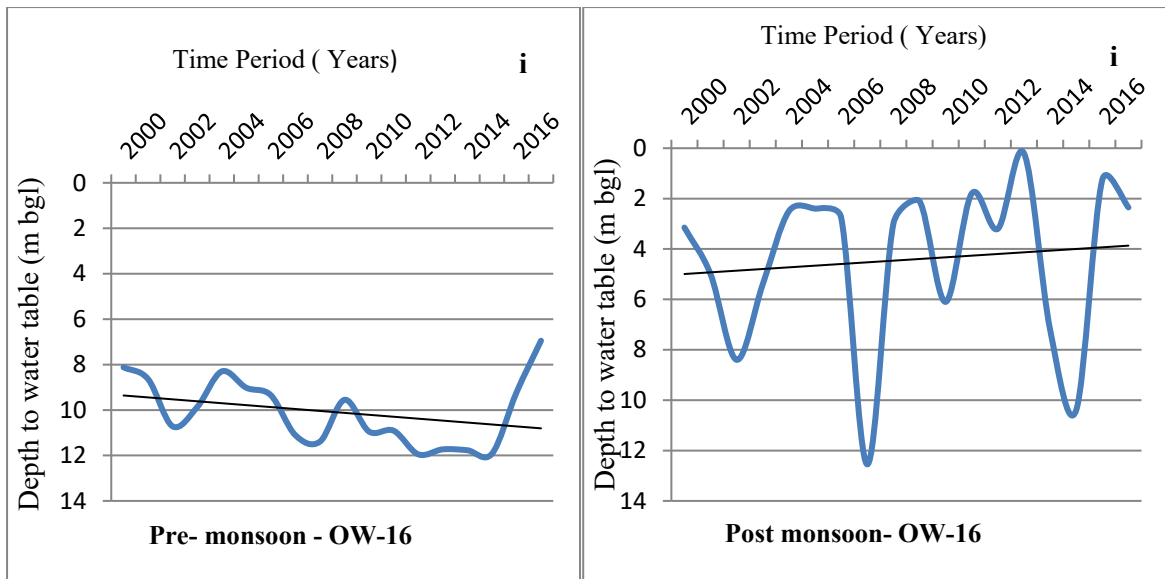 Time Period ( Years)
i
2000 2002 2004 2006 2008 2010 2012 2014 2016
Depth to water table (m bgl)
0
2
4
6
8
10
12
14
Pre- monsoon - OW-16
Time Period ( Years)
i
2000 2002 2004 2006 2008 2010 2012 2014 2016
Depth to water table (m bgl)
0
2
4
6
8
10
12
14
Post monsoon- OW-16